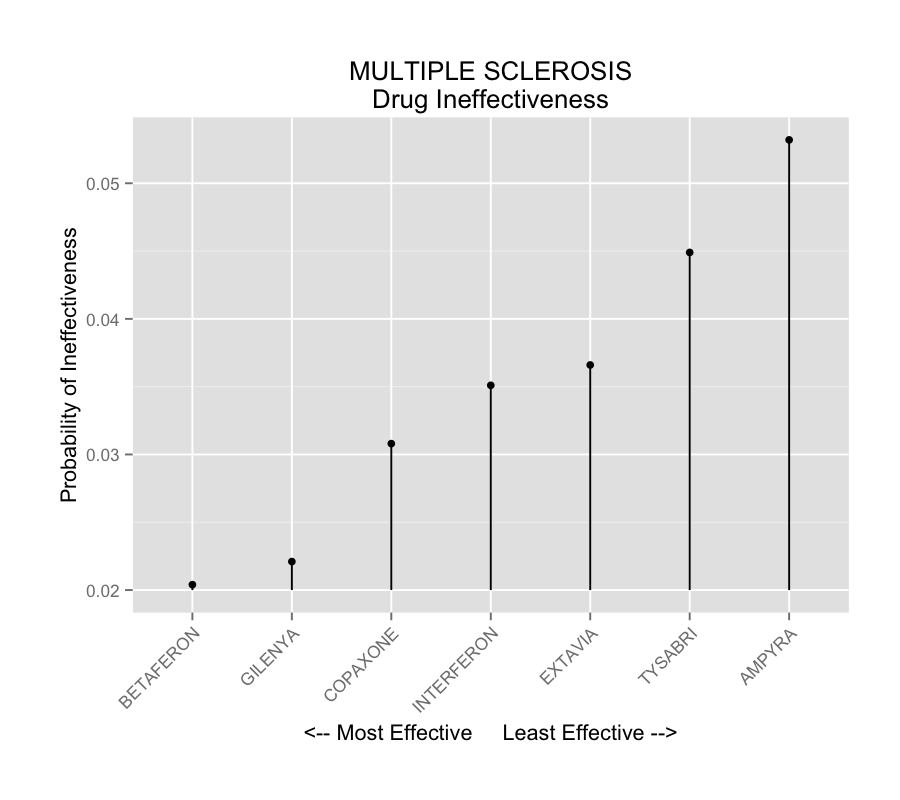 MULTIPLE SCLEROSIS
Drug Ineffectiveness
Probability of Ineffectiveness
0.05
0.04
0.03
0.02
BETAFERON
GILENYA
COPAXONE
INTERFERON
EXTAVIA
TYSABRI
AMPYRA
<-- Most Effective Least Effective -->